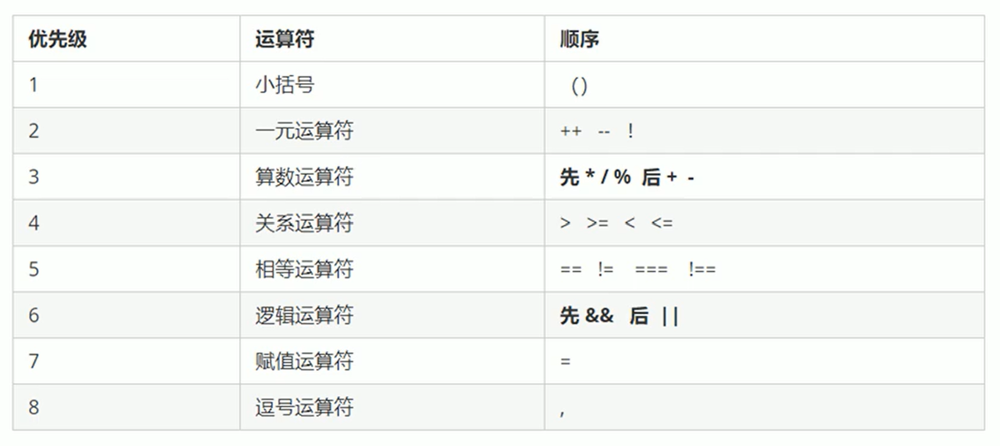 优先级 运算符 顺序
1 小括号 ()
2 一元运算符 ++ -- !
3 算数运算符 先 * / % 后 + -
4 关系运算符 > >= < <=
5 相等运算符 == != === !==
6 逻辑运算符 先 && 后 ||
7 赋值运算符 =
8 逗号运算符 ,